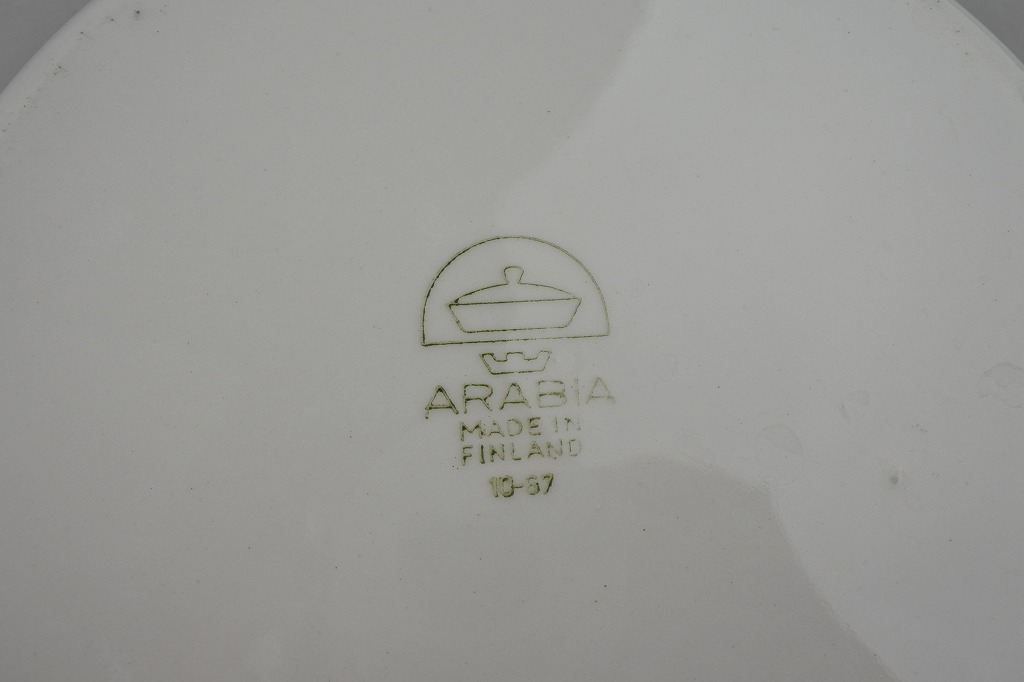 ARABIA
MADE IN
FINLAND
10-67